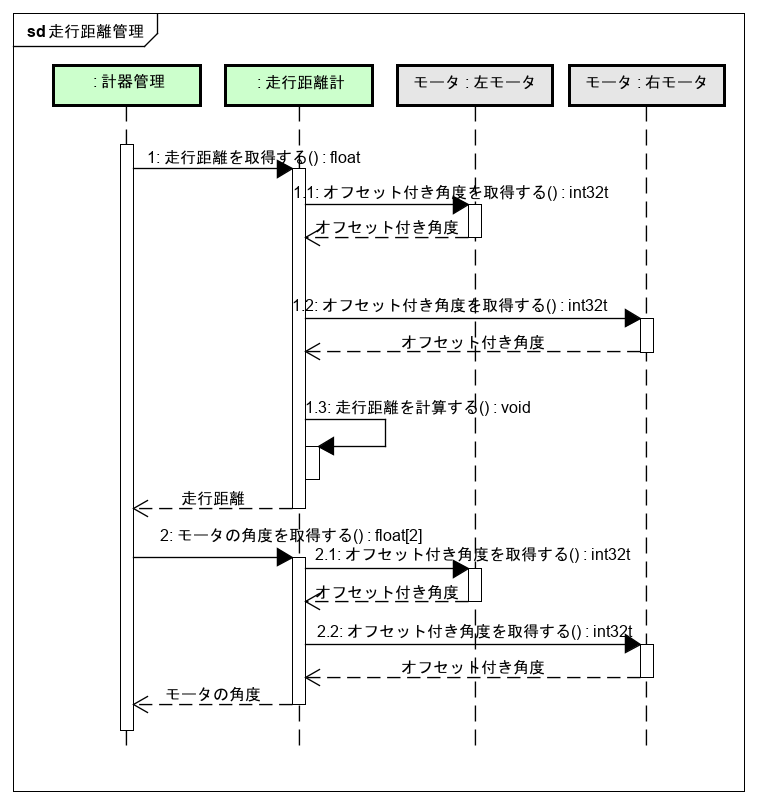 sd 走行距離管理
: 計器管理
: 走行距離計
モータ : 左モータ
モータ : 右モータ
1: 走行距離を取得する() : float
1.1: オフセット付き角度を取得する() : int32t
オフセット付き角度
1.2: オフセット付き角度を取得する() : int32t
オフセット付き角度
1.3: 走行距離を計算する() : void
走行距離
2: モータの角度を取得する() : float[2]
2.1: オフセット付き角度を取得する() : int32t
オフセット付き角度
2.2: オフセット付き角度を取得する() : int32t
オフセット付き角度
モータの角度